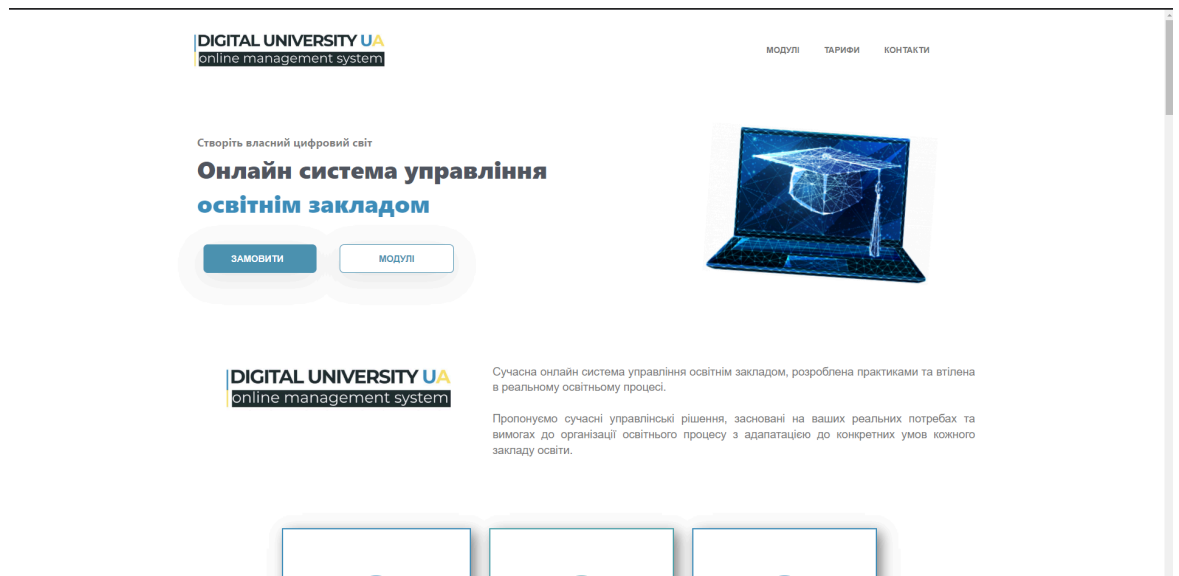 DIGITAL UNIVERSITY UA
online management system
МОДУЛІ ТАРИФИ КОНТАКТИ
Створіть власний цифровий світ
Онлайн система управління
освітнім закладом
ЗАМОВИТИ МОДУЛІ
DIGITAL UNIVERSITY UA
online management system
Сучасна онлайн система управління освітнім закладом, розроблена практиками та втілена
в реальному освітньому процесі.
Пропонуємо сучасні управлінські рішення, засновані на ваших реальних потребах та
вимогах до організації освітнього процесу з адапатацією до конкретних умов кожного
закладу освіти.